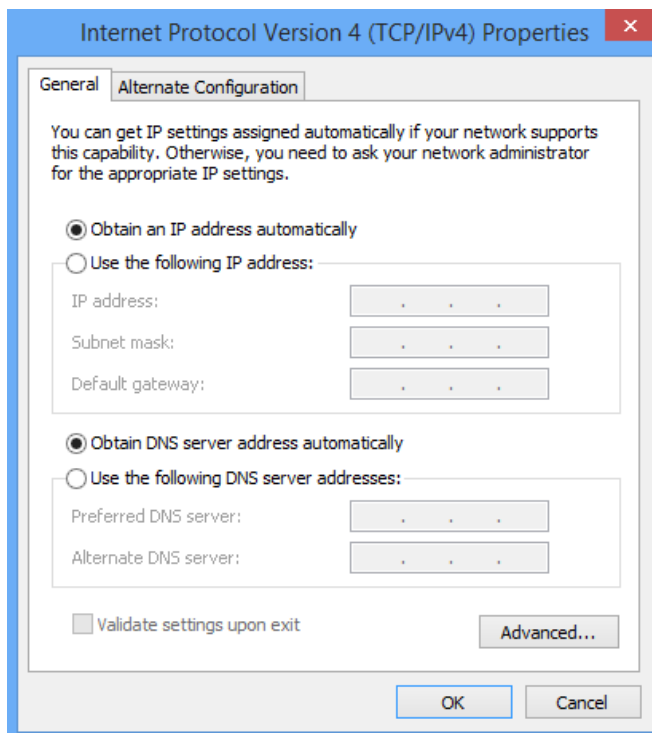 Internet Protocol Version 4 (TCP/IPv4) Properties
General
Alternate Configuration
You can get IP settings assigned automatically if your network supports
this capability. Otherwise, you need to ask your network administrator
for the appropriate IP settings.
Obtain an IP address automatically
Use the following IP address:
IP address:
Subnet mask:
Default gateway:
Obtain DNS server address automatically
Use the following DNS server addresses:
Preferred DNS server:
Alternate DNS server:
Validate settings upon exit
Advanced...
OK
Cancel